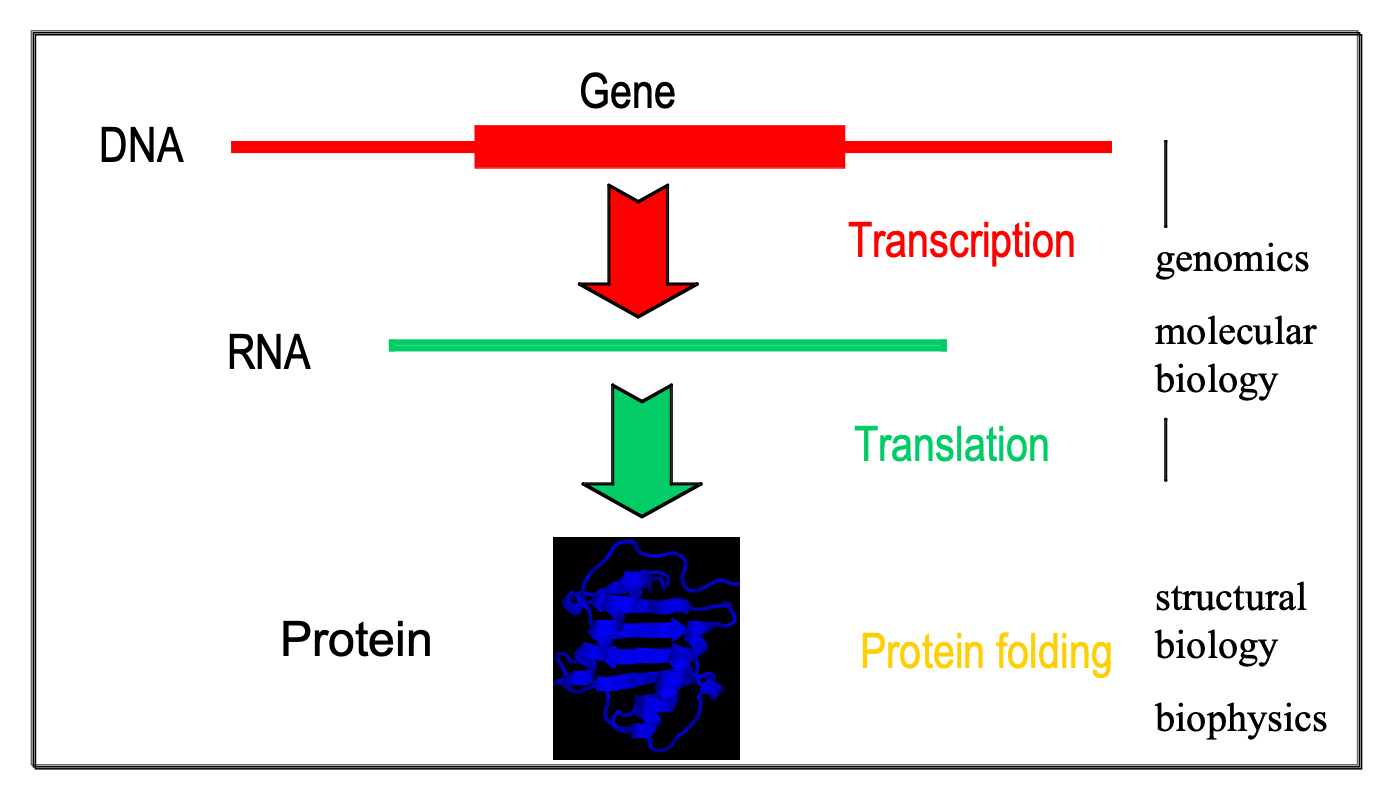 Gene
DNA
Transcription
genomics
RNA
molecular
biology
Translation
structural
biology
Protein
Protein folding
biophysics